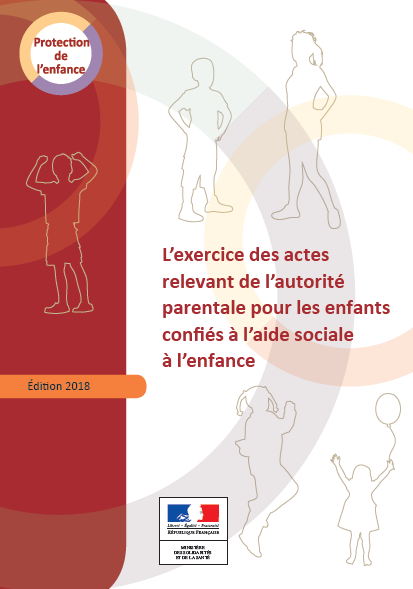 Protection
de
l'enfance
L'exercice des actes
relevant de l'autorité
parentale pour les enfants
confiés à l'aide sociale
à l'enfance
Édition 2018
Liberté • Égalité • Fraternité
RÉPUBLIQUE FRANÇAISE
MINISTÈRE
DES SOLIDARITÉS
ET DE LA SANTÉ